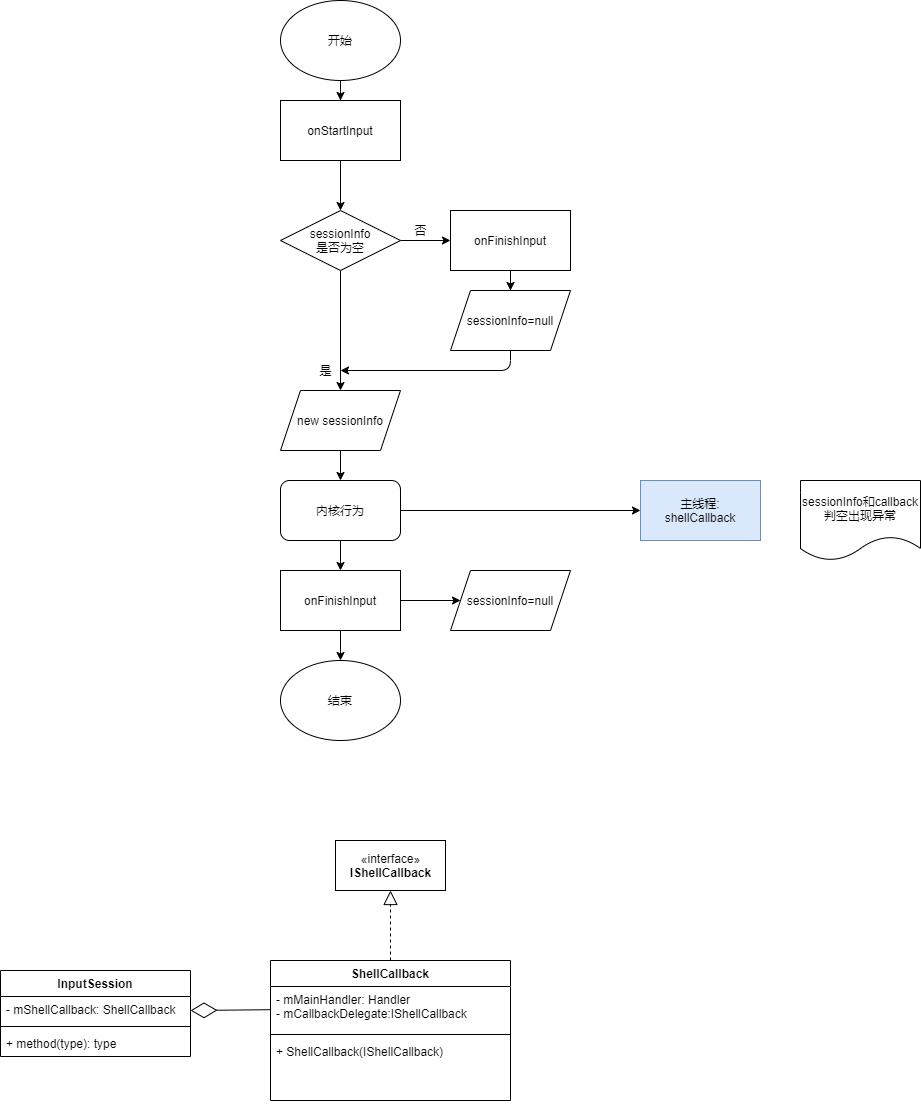 开始
onStartInput
sessionInfo
是否为空
否
onFinishInput
sessionInfo=null
是
new sessionInfo
内核行为
主线程:
shellCallback
sessionInfo和callback
判空出现异常
onFinishInput
sessionInfo=null
结束
«interface»
IShellCallback
InputSession
- mShellCallback: ShellCallback
+ method(type): type
ShellCallback
- mMainHandler: Handler
- mCallbackDelegate:IShellCallback
+ ShellCallback(IShellCallback)